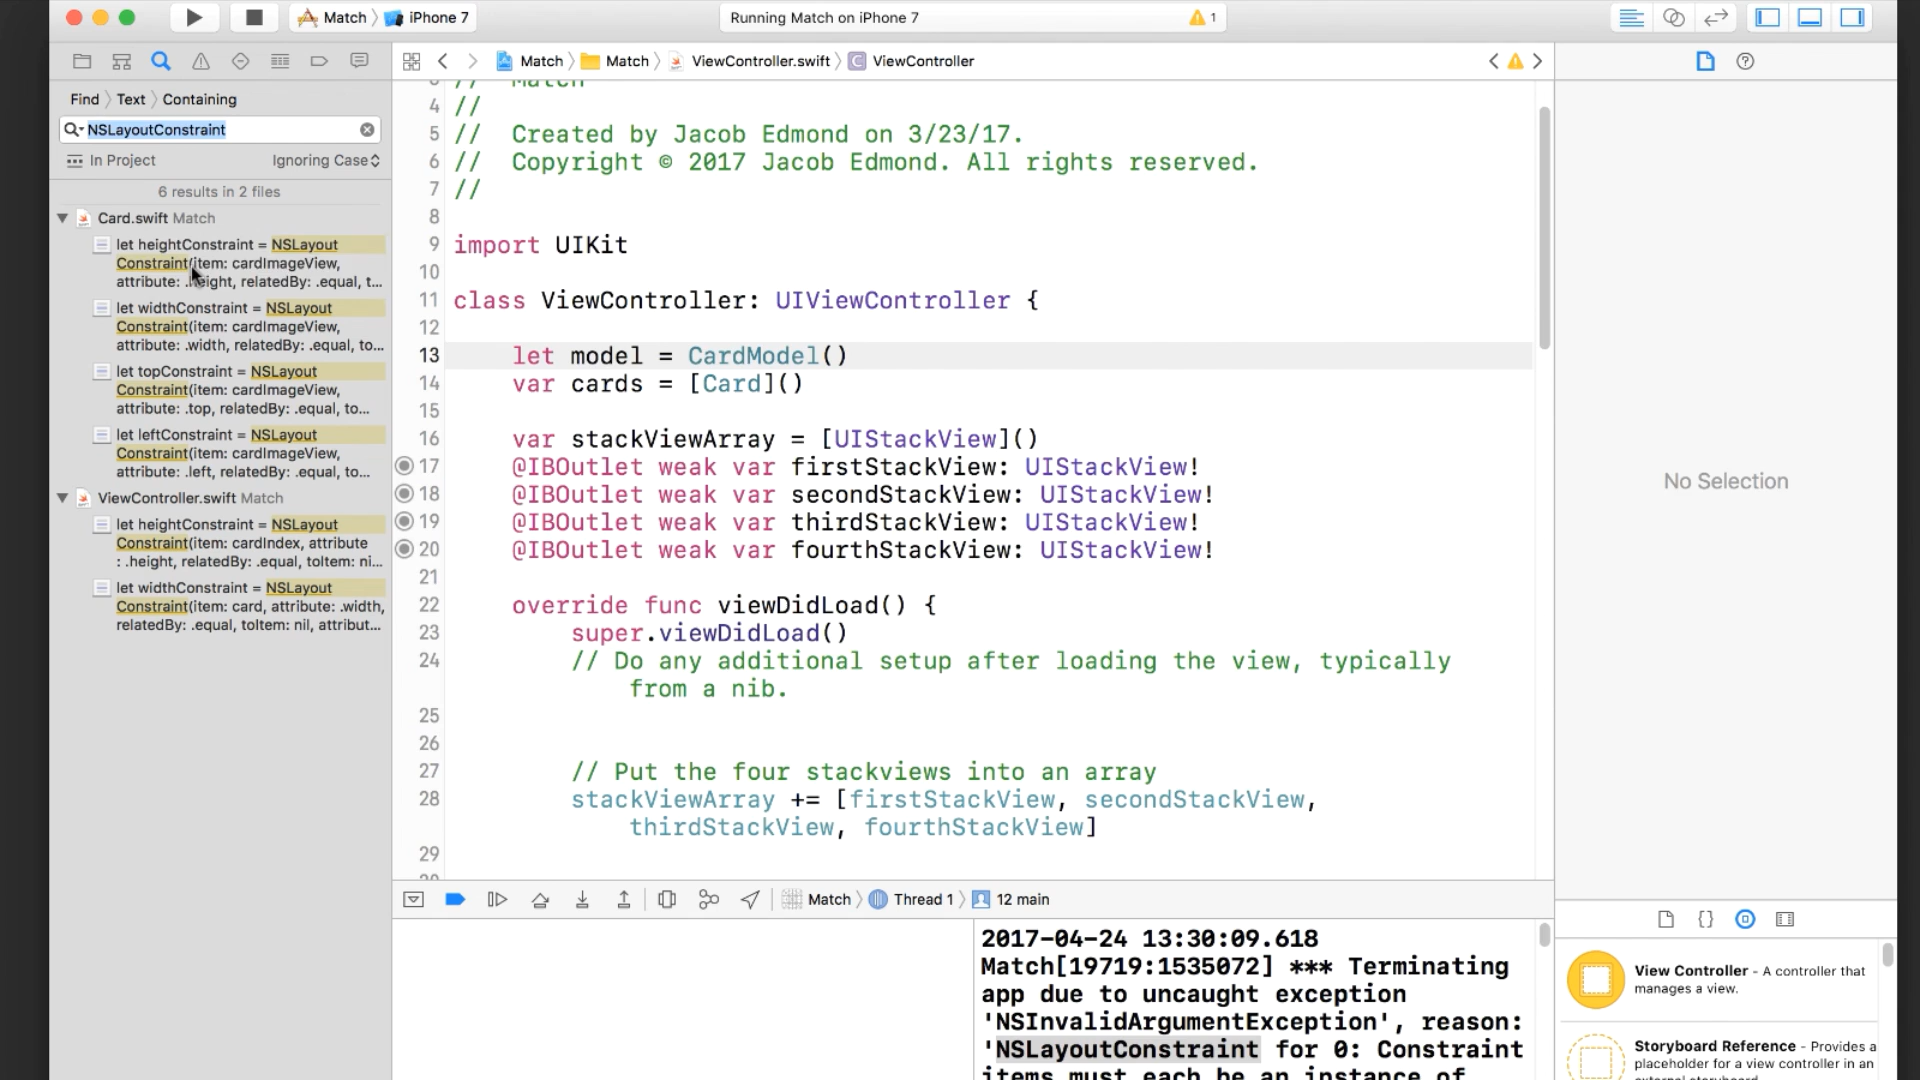 Match
iPhone 7
Running Match on iPhone 7
1
Match
Match
ViewController.swift
ViewController
Find
Text
Containing
NSLayoutConstraint
In Project
Ignoring Case
6 results in 2 files
Card.swift Match
let heightConstraint = NSLayout
Constraint(item: cardImageView,
attribute: .height, relatedBy: .equal, t...
let widthConstraint = NSLayout
Constraint(item: cardImageView,
attribute: .width, relatedBy: .equal, to...
let topConstraint = NSLayout
Constraint(item: cardImageView,
attribute: .top, relatedBy: .equal, to...
let leftConstraint = NSLayout
Constraint(item: cardImageView,
attribute: .left, relatedBy: .equal, to...
ViewController.swift Match
let heightConstraint = NSLayout
Constraint(item: cardIndex, attribute
: .height, relatedBy: .equal, toItem: ni...
let widthConstraint = NSLayout
Constraint(item: card, attribute: .width,
relatedBy: .equal, toItem: nil, attribut...
// Match
4 //
5 // Created by Jacob Edmond on 3/23/17.
6 // Copyright © 2017 Jacob Edmond. All rights reserved.
7 //
8
9 import UIKit
10
11 class ViewController: UIViewController {
12
13 let model = CardModel()
14 var cards = [Card]()
15
16 var stackViewArray = [UIStackView]()
17 @IBOutlet weak var firstStackView: UIStackView!
18 @IBOutlet weak var secondStackView: UIStackView!
19 @IBOutlet weak var thirdStackView: UIStackView!
20 @IBOutlet weak var fourthStackView: UIStackView!
21
22 override func viewDidLoad() {
23 super.viewDidLoad()
24 // Do any additional setup after loading the view, typically
from a nib.
25
26
27 // Put the four stackviews into an array
28 stackViewArray += [firstStackView, secondStackView,
thirdStackView, fourthStackView]
29
No Selection
Match
Thread 1
12 main
2017-04-24 13:30:09.618
Match[19719:1535072] *** Terminating
app due to uncaught exception
'NSInvalidArgumentException', reason:
'NSLayoutConstraint for 0: Constraint
items must each be an instance of
View Controller - A controller that
manages a view.
Storyboard Reference - Provides a
placeholder for a view controller in an
external storyboard.